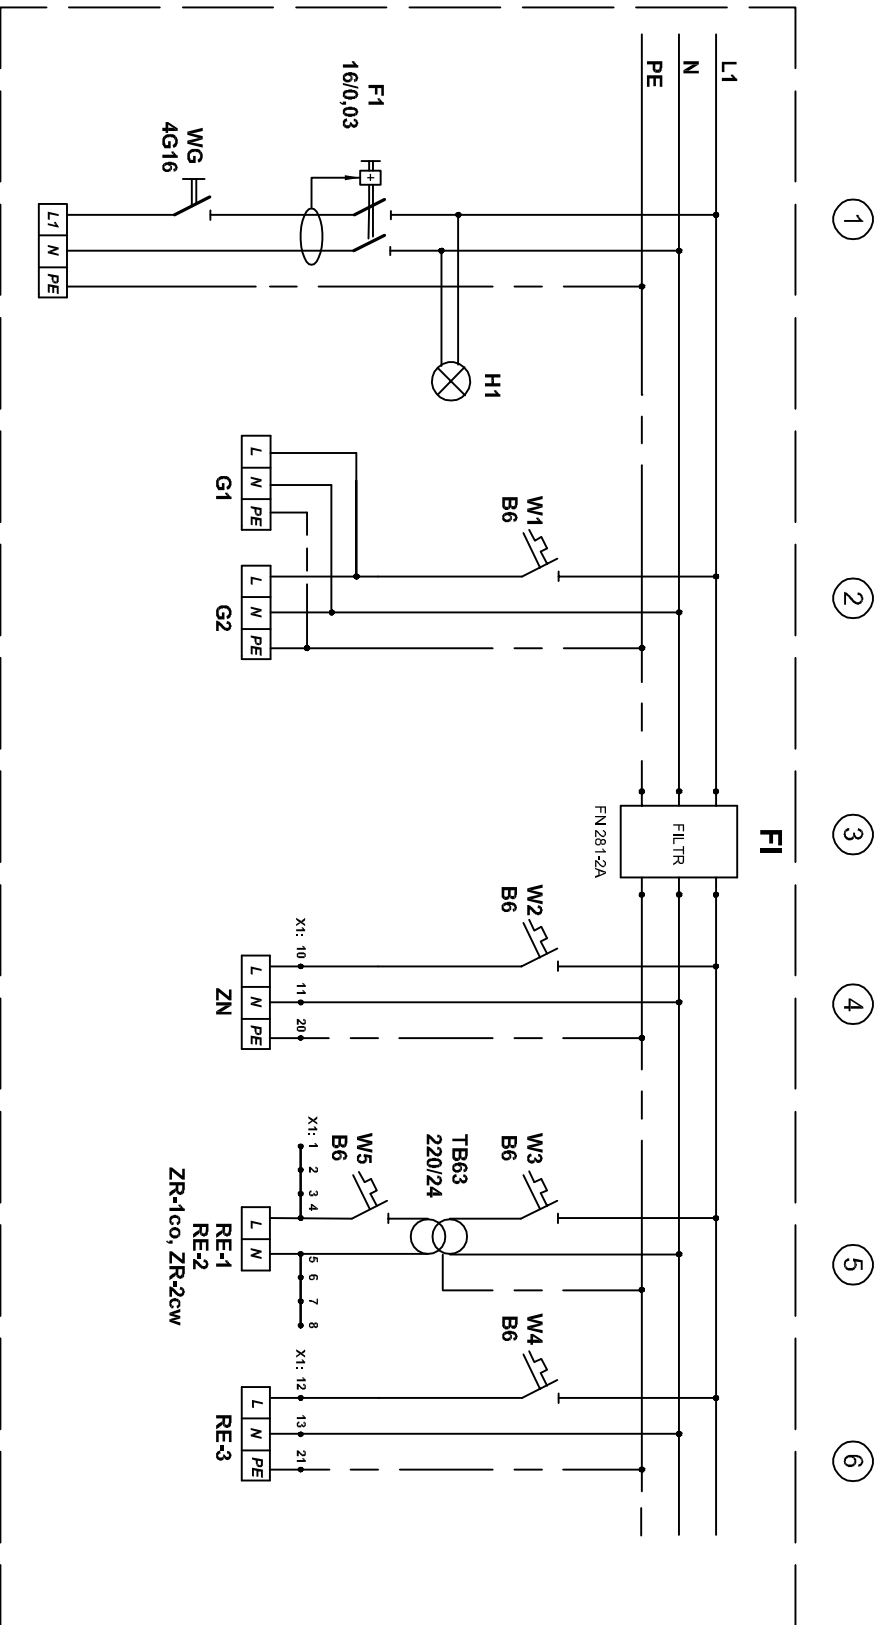 1
2
3
4
5
6
L1
N
PE
F1
16/0,03
+
WG
4G16
L1 N PE
H1
W1
B6
L N PE
G1
L N PE
G2
FI
FILTR
FN 281-2A
W2
B6
X1: 10 11 20
L N PE
ZN
W3
B6
TB63
220/24
W5
B6
X1: 1 2 3 4 5 6 7 8
L N
RE-1
RE-2
ZR-1co, ZR-2cw
W4
B6
X1: 12 13 21
L N PE
RE-3